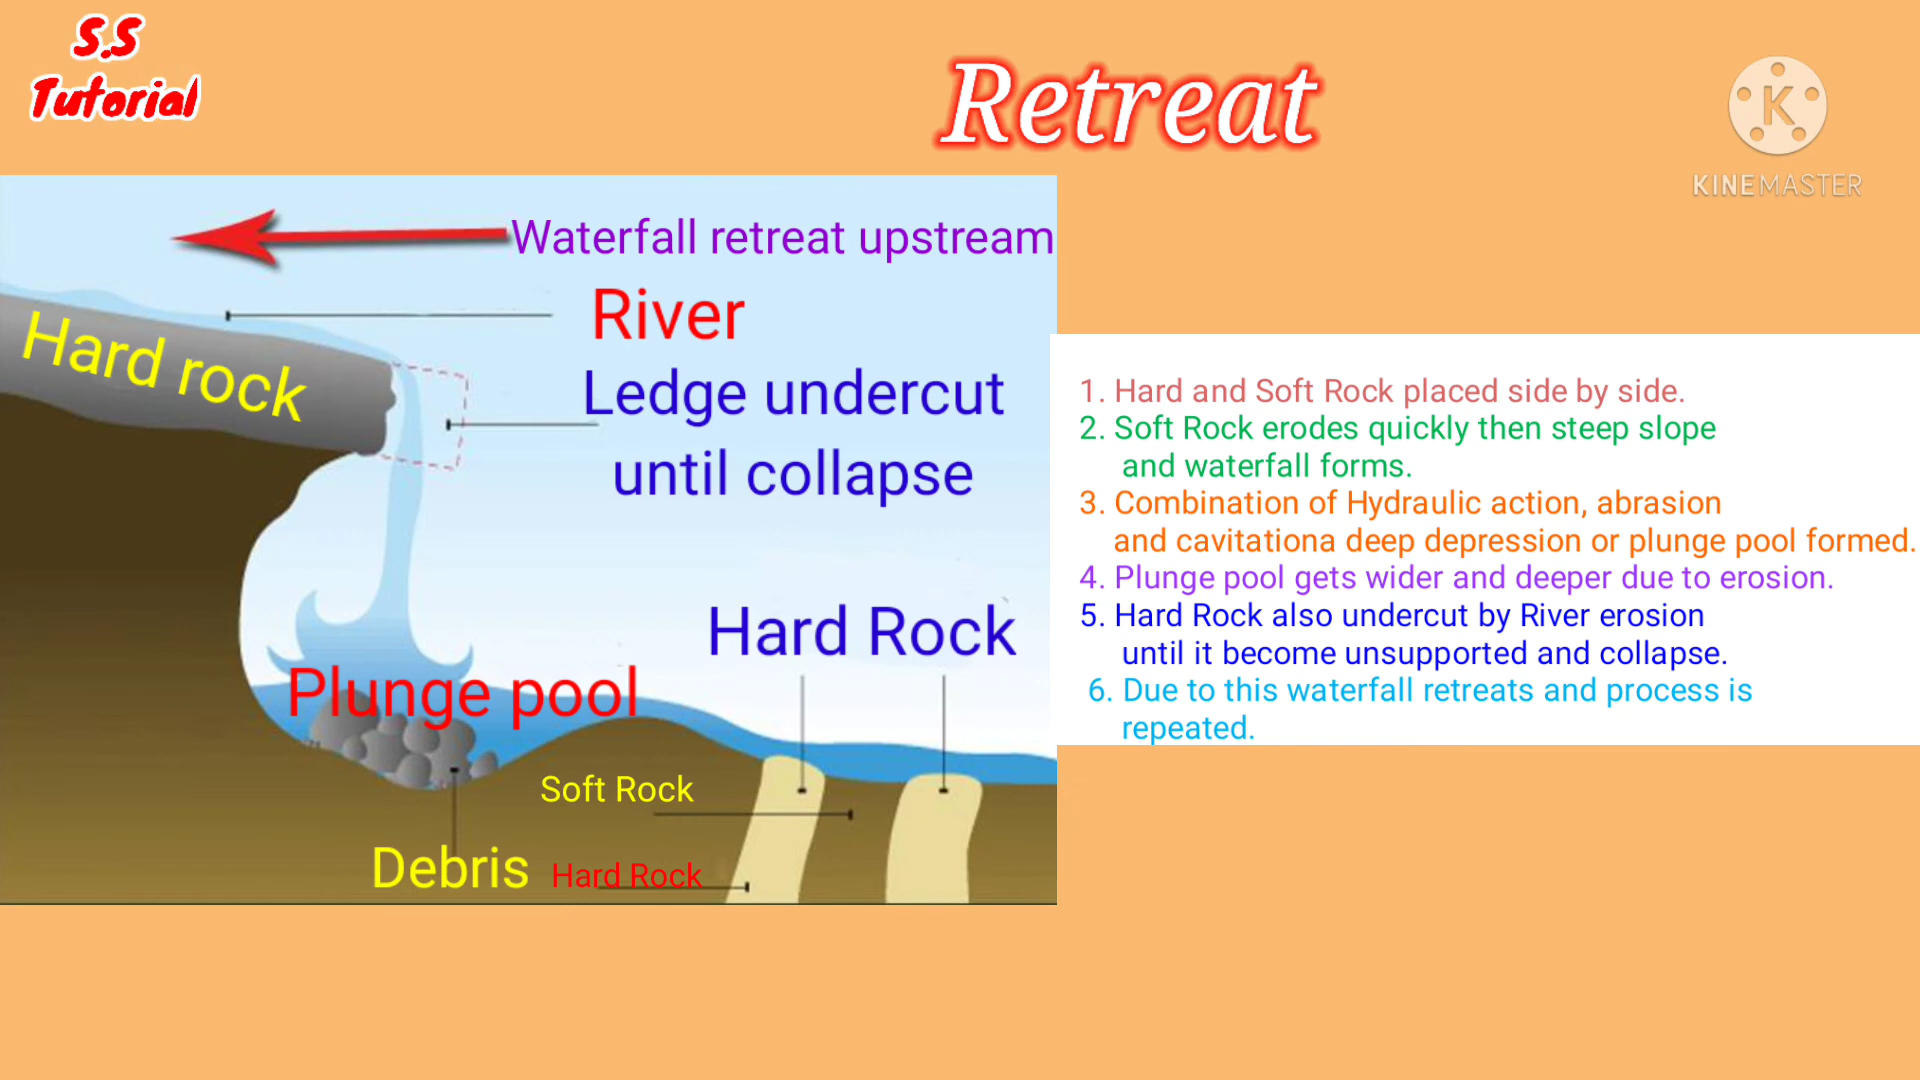 S.S
Tutorial
Retreat
K
KINEMASTER
Waterfall retreat upstream
River
Hard rock
Ledge undercut
until collapse
Hard Rock
Plunge pool
Soft Rock
Debris
Hard Rock
1. Hard and Soft Rock placed side by side.
2. Soft Rock erodes quickly then steep slope
and waterfall forms.
3. Combination of Hydraulic action, abrasion
and cavitationa deep depression or plunge pool formed.
4. Plunge pool gets wider and deeper due to erosion.
5. Hard Rock also undercut by River erosion
until it become unsupported and collapse.
6. Due to this waterfall retreats and process is
repeated.